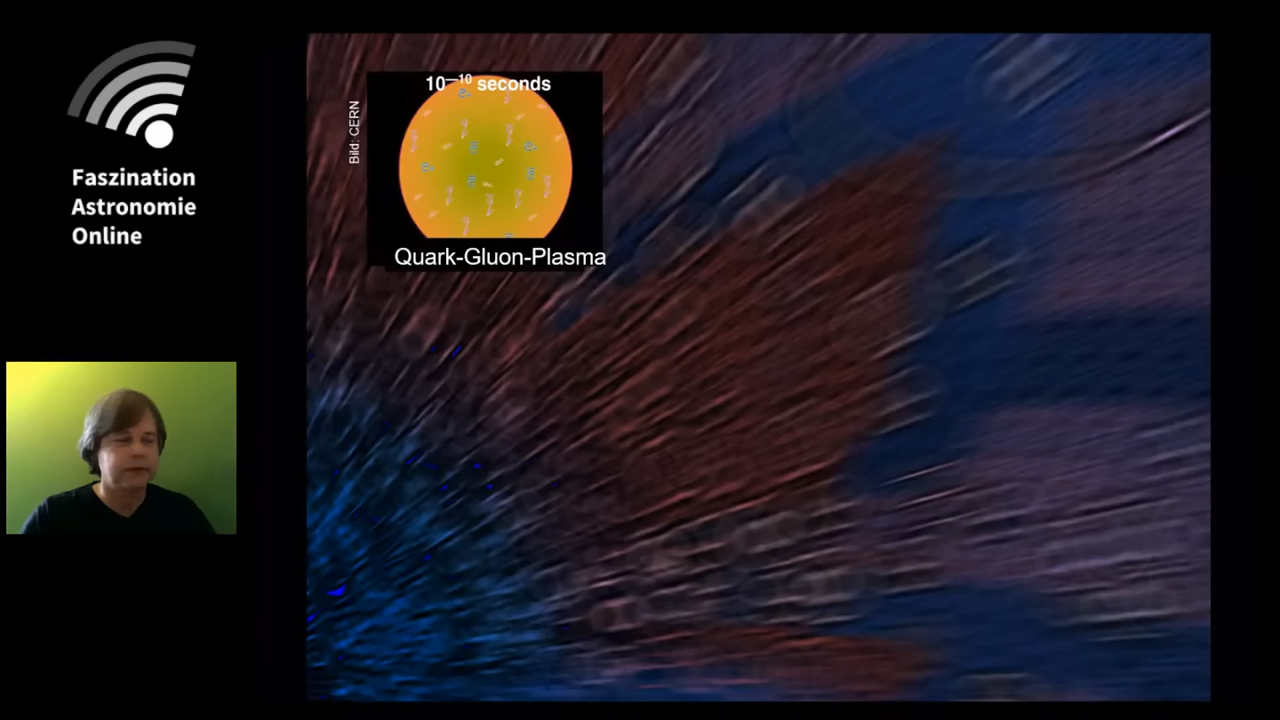 Faszination
Astronomie
Online
Bild: CERN
10—10 seconds
Quark-Gluon-Plasma